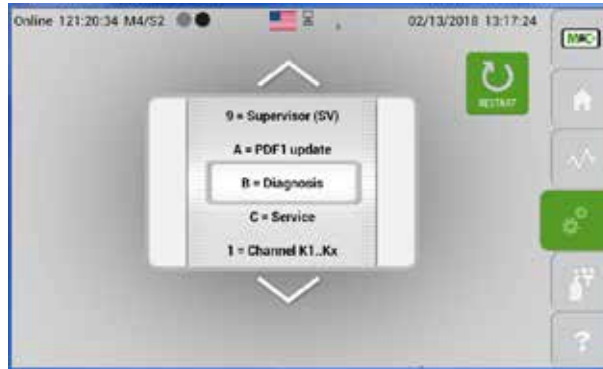 Online 121:20:34 M4/S2
02/13/2018 13:17:24
RESTART
9 = Supervisor (SV)
A = PDF1 update
B = Diagnosis
C = Service
1 = Channel K1..Kx
?